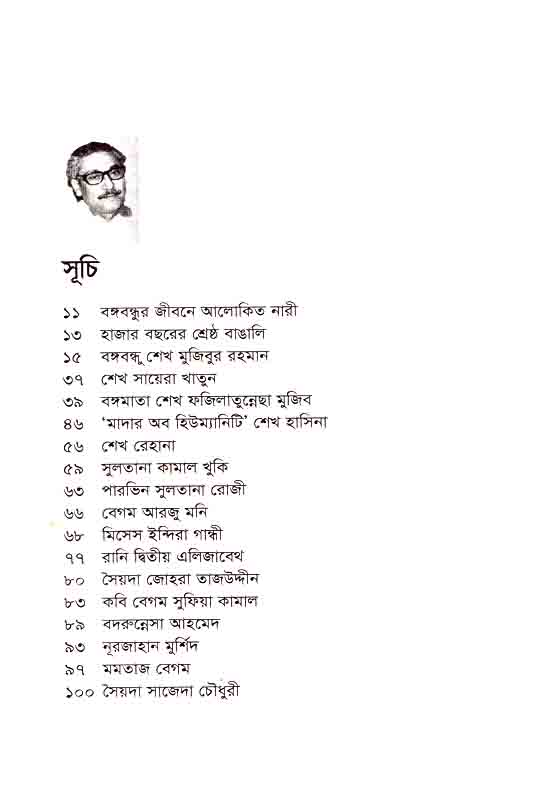 সূচি
১১ বঙ্গবন্ধুর জীবনে আলোকিত নারী
১৩ হাজার বছরের শ্রেষ্ঠ বাঙালি
১৫ বঙ্গবন্ধু শেখ মুজিবুর রহমান
৩৭ শেখ সায়েরা খাতুন
৩৯ বঙ্গমাতা শেখ ফজিলাতুন্নেছা মুজিব
৪৬ ‘মাদার অব হিউম্যানিটি’ শেখ হাসিনা
৫৬ শেখ রেহানা
৫৯ সুলতানা কামাল খুকি
৬৩ পারভিন সুলতানা রোজী
৬৬ বেগম আরজু মনি
৬৮ মিসেস ইন্দিরা গান্ধী
৭৭ রানি দ্বিতীয় এলিজাবেথ
৮০ সৈয়দা জোহরা তাজউদ্দীন
৮৩ কবি বেগম সুফিয়া কামাল
৮৯ বদরুন্নেসা আহমেদ
৯৩ নূরজাহান মুর্শিদ
৯৭ মমতাজ বেগম
১০০ সৈয়দা সাজেদা চৌধুরী